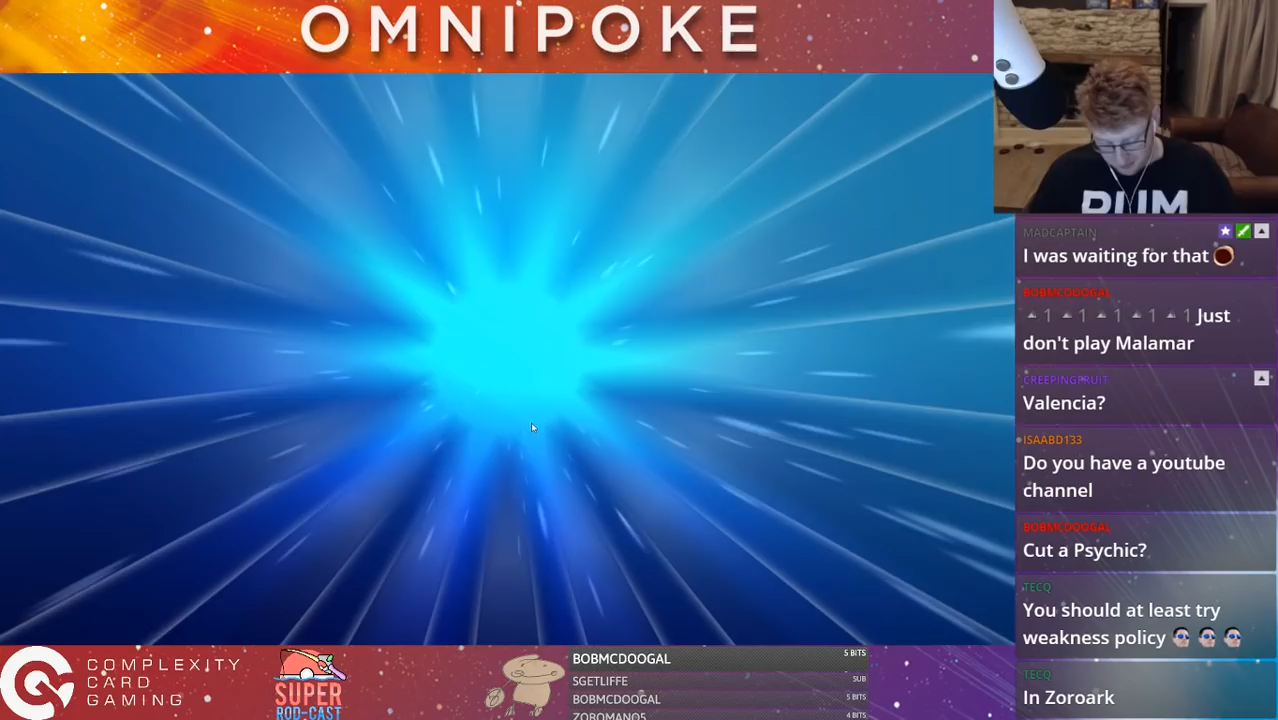 OMNIPOKE
MADCAPTAIN
I was waiting for that
BOBMCDOOGAL
1 1 1 1 1 Just
don't play Malamar
CREEPINGFRUIT
Valencia?
ISAABD133
Do you have a youtube
channel
BOBMCDOOGAL
Cut a Psychic?
TECQ
You should at least try
weakness policy
TECQ
In Zoroark
COMPLEXITY
CARD
GAMING
SUPER
ROD-CAST
BOBMCDOOGAL 5 BITS
SGETLIFFE SUB
BOBMCDOOGAL 5 BITS
ZOROMANO5 4 BITS